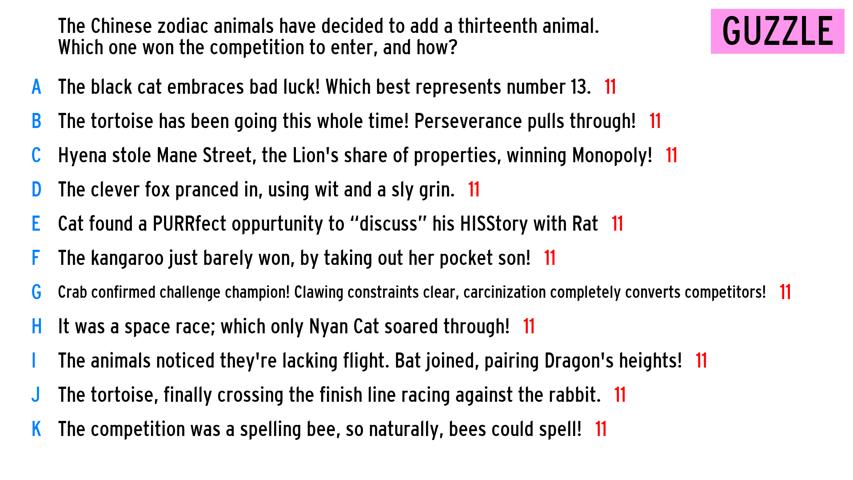 The Chinese zodiac animals have decided to add a thirteenth animal.
Which one won the competition to enter, and how?
GUZZLE
A The black cat embraces bad luck! Which best represents number 13. 11
B The tortoise has been going this whole time! Perseverance pulls through! 11
C Hyena stole Mane Street, the Lion's share of properties, winning Monopoly! 11
D The clever fox pranced in, using wit and a sly grin. 11
E Cat found a PURRfect oppurtunity to “discuss” his HISStory with Rat 11
F The kangaroo just barely won, by taking out her pocket son! 11
G Crab confirmed challenge champion! Clawing constraints clear, carcinization completely converts competitors! 11
H It was a space race; which only Nyan Cat soared through! 11
I The animals noticed they're lacking flight. Bat joined, pairing Dragon's heights! 11
J The tortoise, finally crossing the finish line racing against the rabbit. 11
K The competition was a spelling bee, so naturally, bees could spell! 11